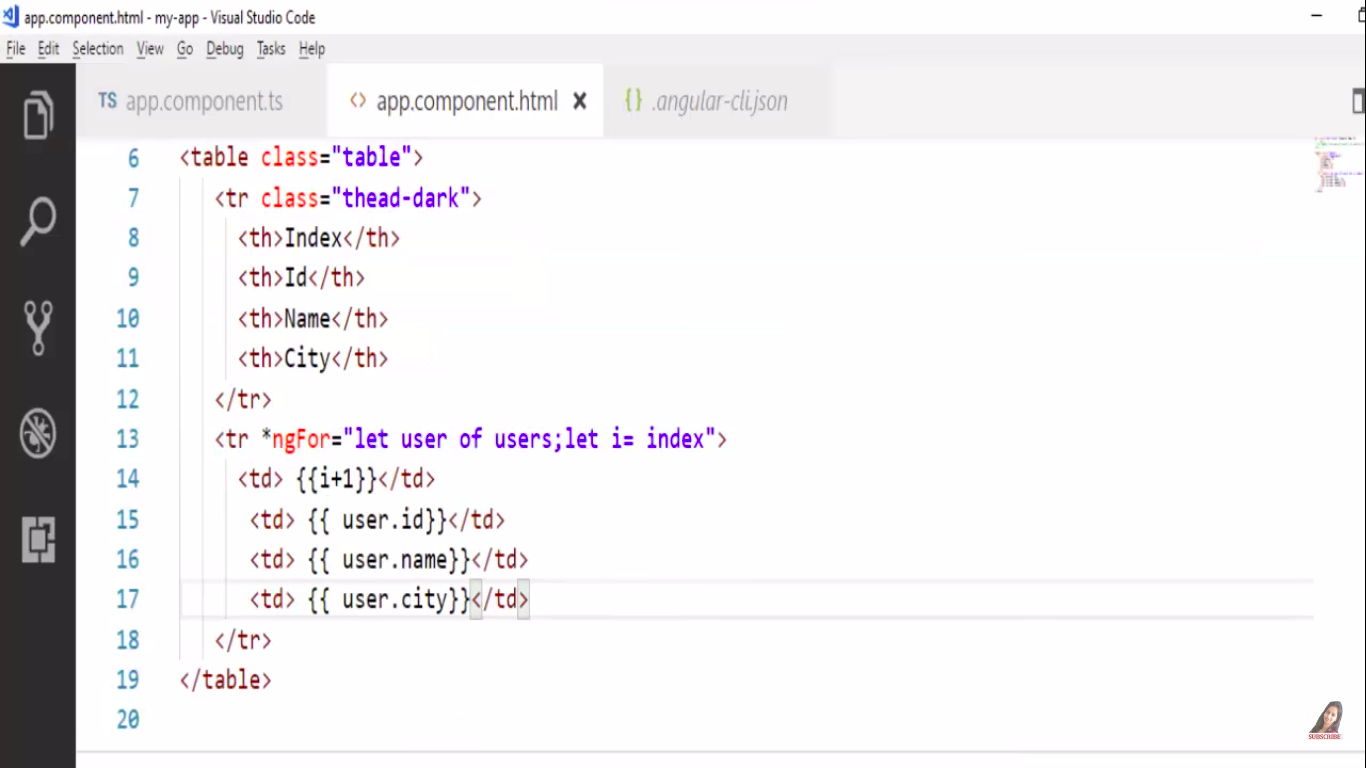 app.component.html - my-app - Visual Studio Code
File Edit Selection View Go Debug Tasks Help
TS app.component.ts <> app.component.html × {} .angular-cli.json
6 <table class="table">
7 <tr class="thead-dark">
8 <th>Index</th>
9 <th>Id</th>
10 <th>Name</th>
11 <th>City</th>
12 </tr>
13 <tr *ngFor="let user of users;let i= index">
14 <td> {{i+1}}</td>
15 <td> {{ user.id}}</td>
16 <td> {{ user.name}}</td>
17 <td> {{ user.city}}</td>
18 </tr>
19 </table>
20
SUBSCRIBE